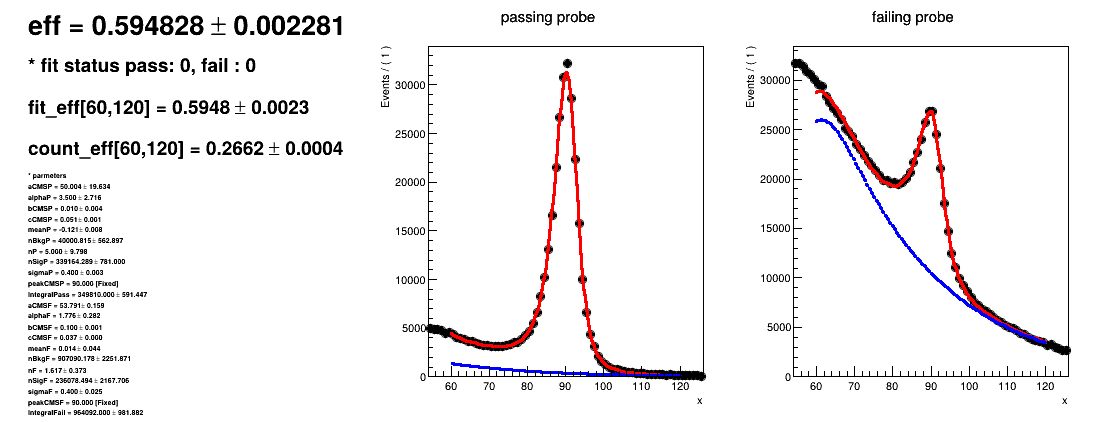 eff = 0.594828 ± 0.002281
* fit status pass: 0, fail : 0
fit_eff[60,120] = 0.5948 ± 0.0023
count_eff[60,120] = 0.2662 ± 0.0004
* parmeters
aCMSP = 50.004 ± 19.634
alphaP = 3.500 ± 2.716
bCMSP = 0.010 ± 0.004
cCMSP = 0.051 ± 0.001
meanP = -0.121 ± 0.008
nBkgP = 40000.815 ± 562.897
nP = 5.000 ± 9.798
nSigP = 339164.289 ± 781.000
sigmaP = 0.400 ± 0.003
peakCMSP = 90.000 [Fixed]
integralPass = 349810.000 ± 591.447
aCMSF = 53.791 ± 0.159
alphaF = 1.776 ± 0.282
bCMSF = 0.100 ± 0.001
cCMSF = 0.037 ± 0.000
meanF = 0.014 ± 0.044
nBkgF = 907090.178 ± 2251.871
nF = 1.617 ± 0.373
nSigF = 236078.494 ± 2167.706
sigmaF = 0.400 ± 0.025
peakCMSF = 90.000 [Fixed]
integralFail = 964092.000 ± 981.882
passing probe
Events / ( 1 )
30000
25000
20000
15000
10000
5000
0
60 70 80 90 100 110 120
x
failing probe
Events / ( 1 )
30000
25000
20000
15000
10000
5000
0
60 70 80 90 100 110 120
x